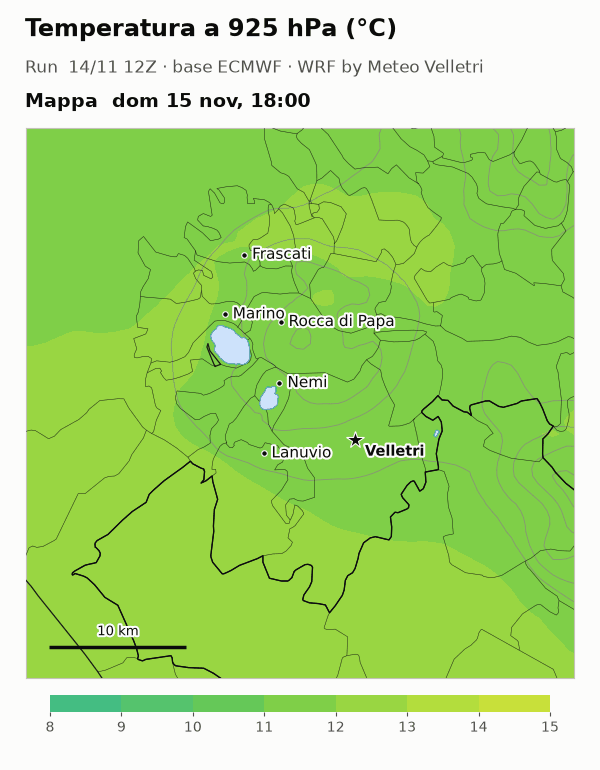 Temperatura a 925 hPa (°C)
Run  14/11 12Z · base ECMWF · WRF by Meteo Velletri
Mappa  dom 15 nov, 18:00
Frascati
Marino
Rocca di Papa
Nemi
Velletri
Lanuvio
10 km
8 9 10 11 12 13 14 15